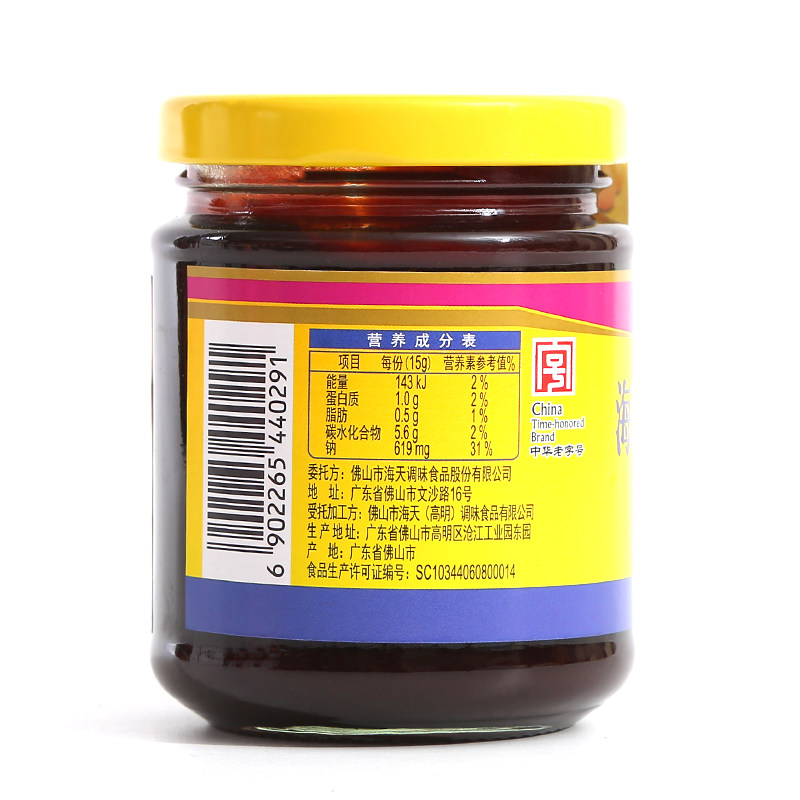 营养成分表
项目 每份(15g) 营养素参考值%
能量 143 kJ 2%
蛋白质 1.0 g 2%
脂肪 0.5 g 1%
碳水化合物 5.6 g 2%
钠 619 mg 31%
委托方：佛山市海天调味食品股份有限公司
地 址：广东省佛山市文沙路16号
受托加工方：佛山市海天（高明）调味食品有限公司
生产地址：广东省佛山市高明区沧江工业园东园
产 地：广东省佛山市
食品生产许可证编号：SC10344060800014
6 902265 440291
China
Time-honored
Brand
中华老字号
海